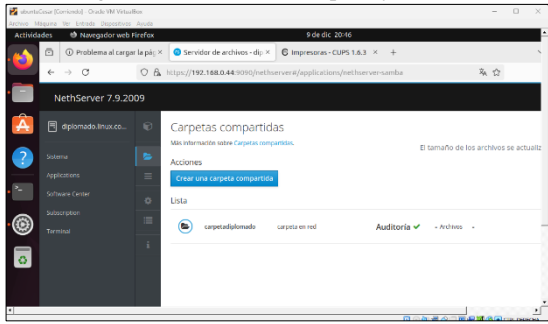 ubuntuCesar [Corriendo] - Oracle VM VirtualBox
Archivo Máquina Ver Entrada Dispositivos Ayuda
Actividades Navegador web Firefox 9 de dic 20:46
Problema al cargar la pág × Servidor de archivos - dip × Impresoras - CUPS 1.6.3 × +
https://192.168.0.44:9090/nethserver#/applications/nethserver-samba
NethServer 7.9.2009
diplomado.linux.co...
Sistema
Applications
Software Center
Subscription
Terminal
Carpetas compartidas
Más información sobre Carpetas compartidas.
El tamaño de los archivos se actualiz
Acciones
Crear una carpeta compartida
Lista
carpetadiplomado carpeta en red Auditoría ✔ - Archivos -